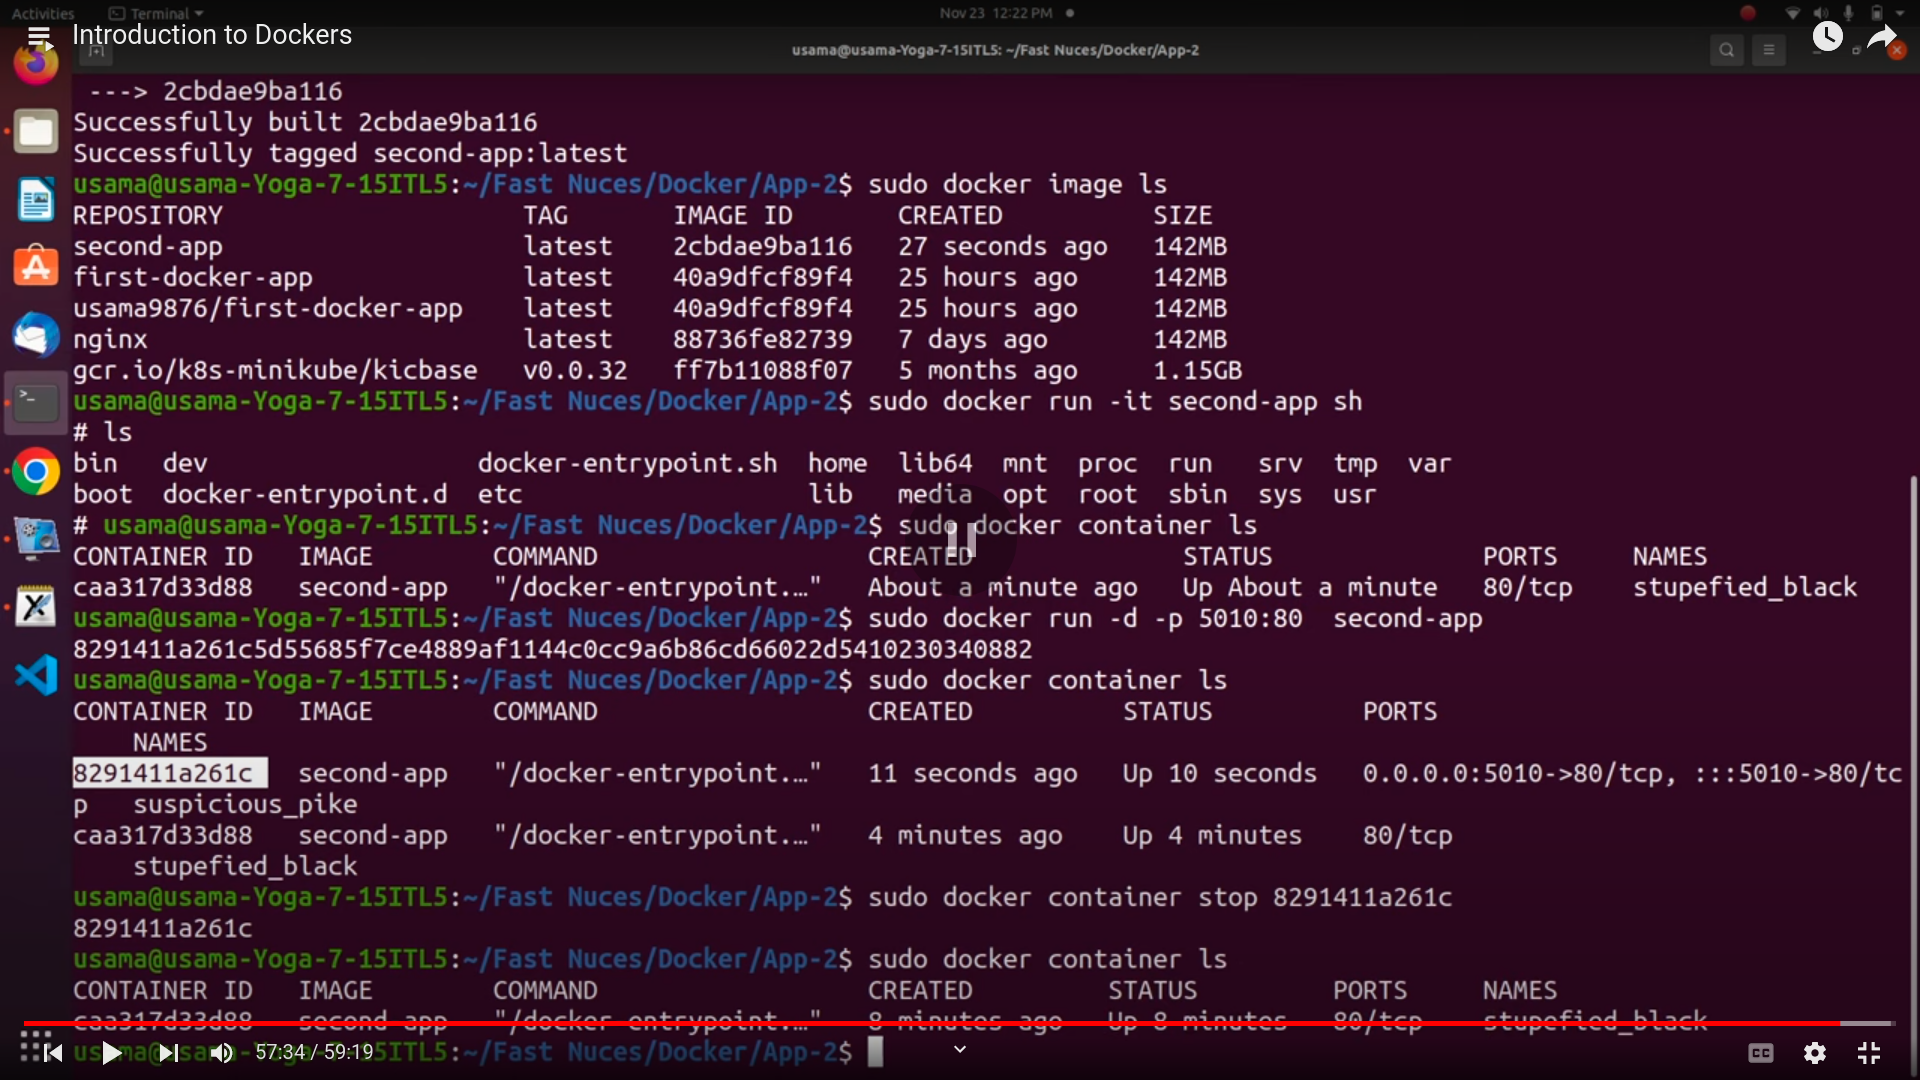 Activities
Terminal
Nov 23 12:22 PM
Introduction to Dockers
usama@usama-Yoga-7-15ITL5: ~/Fast Nuces/Docker/App-2
---> 2cbdae9ba116
Successfully built 2cbdae9ba116
Successfully tagged second-app:latest
usama@usama-Yoga-7-15ITL5:~/Fast Nuces/Docker/App-2$ sudo docker image ls
REPOSITORY TAG IMAGE ID CREATED SIZE
second-app latest 2cbdae9ba116 27 seconds ago 142MB
first-docker-app latest 40a9dfcf89f4 25 hours ago 142MB
usama9876/first-docker-app latest 40a9dfcf89f4 25 hours ago 142MB
nginx latest 88736fe82739 7 days ago 142MB
gcr.io/k8s-minikube/kicbase v0.0.32 ff7b11088f07 5 months ago 1.15GB
usama@usama-Yoga-7-15ITL5:~/Fast Nuces/Docker/App-2$ sudo docker run -it second-app sh
# ls
bin dev docker-entrypoint.sh home lib64 mnt proc run srv tmp var
boot docker-entrypoint.d etc lib media opt root sbin sys usr
# usama@usama-Yoga-7-15ITL5:~/Fast Nuces/Docker/App-2$ sudo docker container ls
CONTAINER ID IMAGE COMMAND CREATED STATUS PORTS NAMES
caa317d33d88 second-app "/docker-entrypoint.…" About a minute ago Up About a minute 80/tcp stupefied_black
usama@usama-Yoga-7-15ITL5:~/Fast Nuces/Docker/App-2$ sudo docker run -d -p 5010:80 second-app
8291411a261c5d55685f7ce4889af1144c0cc9a6b86cd66022d5410230340882
usama@usama-Yoga-7-15ITL5:~/Fast Nuces/Docker/App-2$ sudo docker container ls
CONTAINER ID IMAGE COMMAND CREATED STATUS PORTS
NAMES
8291411a261c second-app "/docker-entrypoint.…" 11 seconds ago Up 10 seconds 0.0.0.0:5010->80/tcp, :::5010->80/tc
p suspicious_pike
caa317d33d88 second-app "/docker-entrypoint.…" 4 minutes ago Up 4 minutes 80/tcp
stupefied_black
usama@usama-Yoga-7-15ITL5:~/Fast Nuces/Docker/App-2$ sudo docker container stop 8291411a261c
8291411a261c
usama@usama-Yoga-7-15ITL5:~/Fast Nuces/Docker/App-2$ sudo docker container ls
CONTAINER ID IMAGE COMMAND CREATED STATUS PORTS NAMES
caa317d33d88 second-app "/docker-entrypoint.…" 8 minutes ago Up 8 minutes 80/tcp stupefied_black
usama@usama-Yoga-7-15ITL5:~/Fast Nuces/Docker/App-2$
57:34 / 59:19
CC